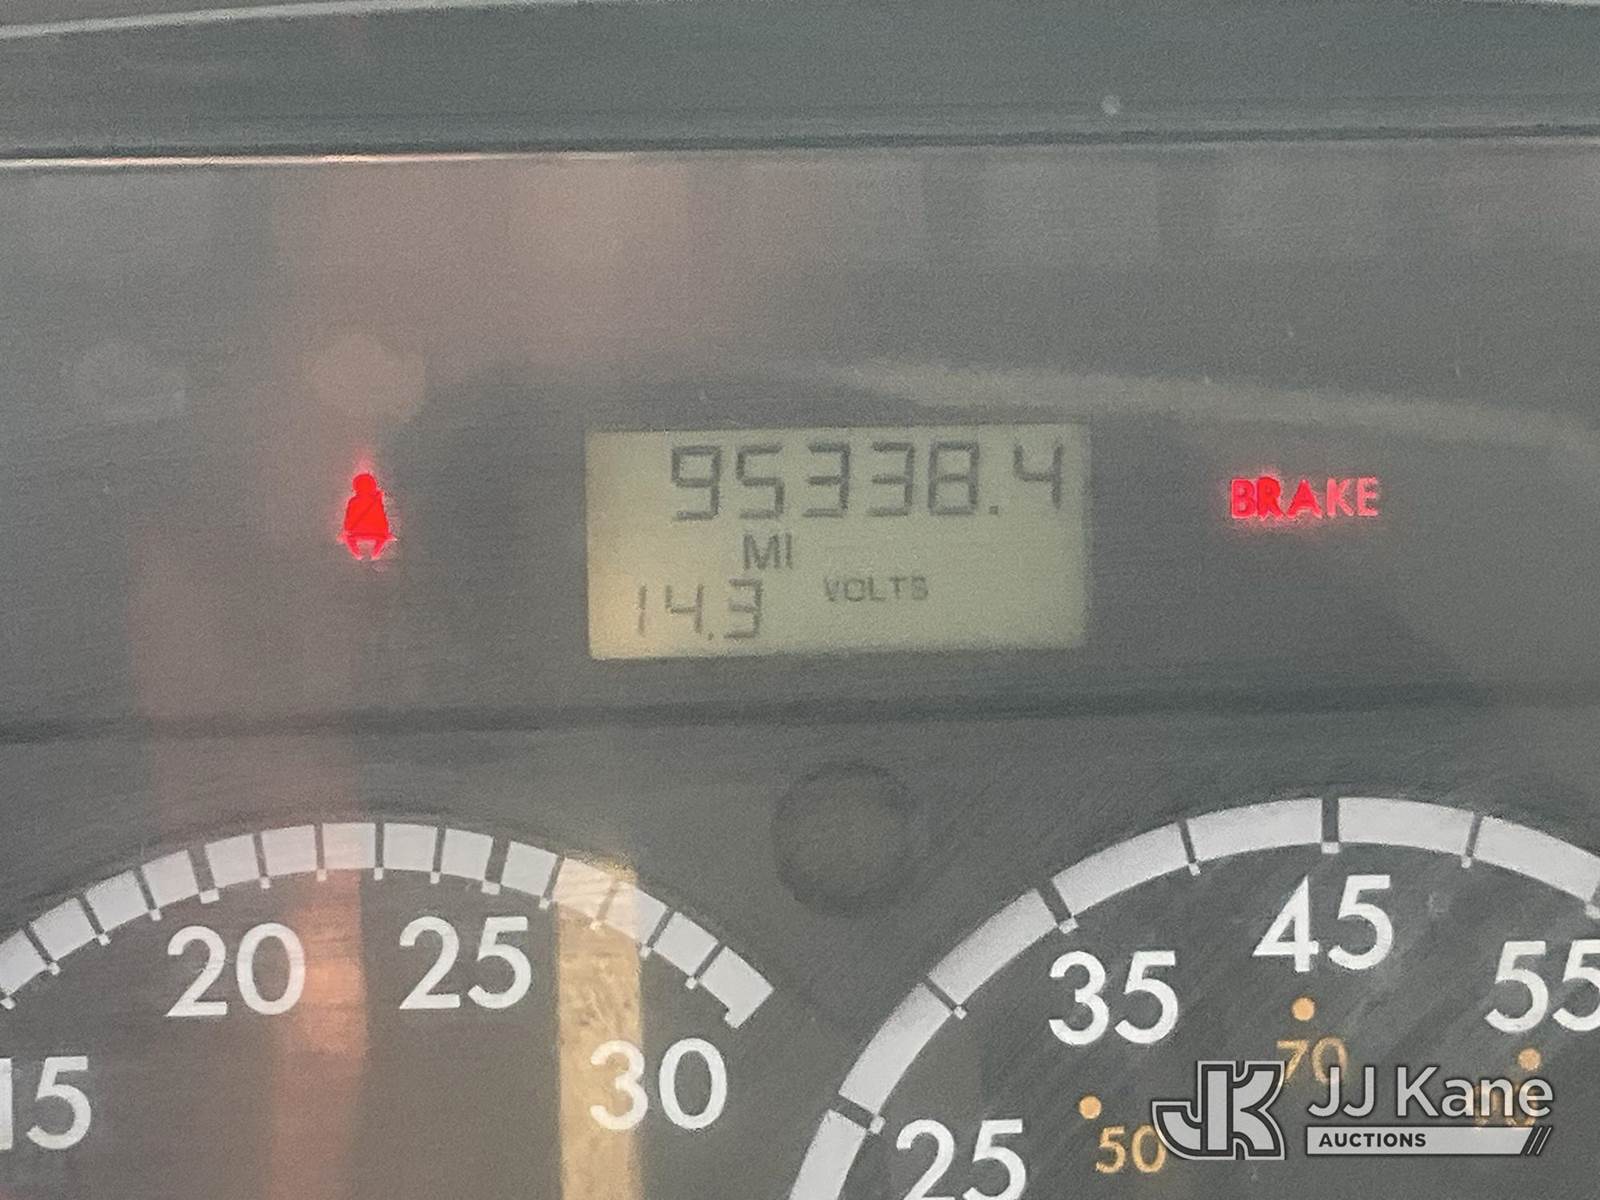 95338.4
MI
14.3 VOLTS
BRAKE
15 20 25 30
25 35 45 55
50 70 90
JJ Kane
AUCTIONS